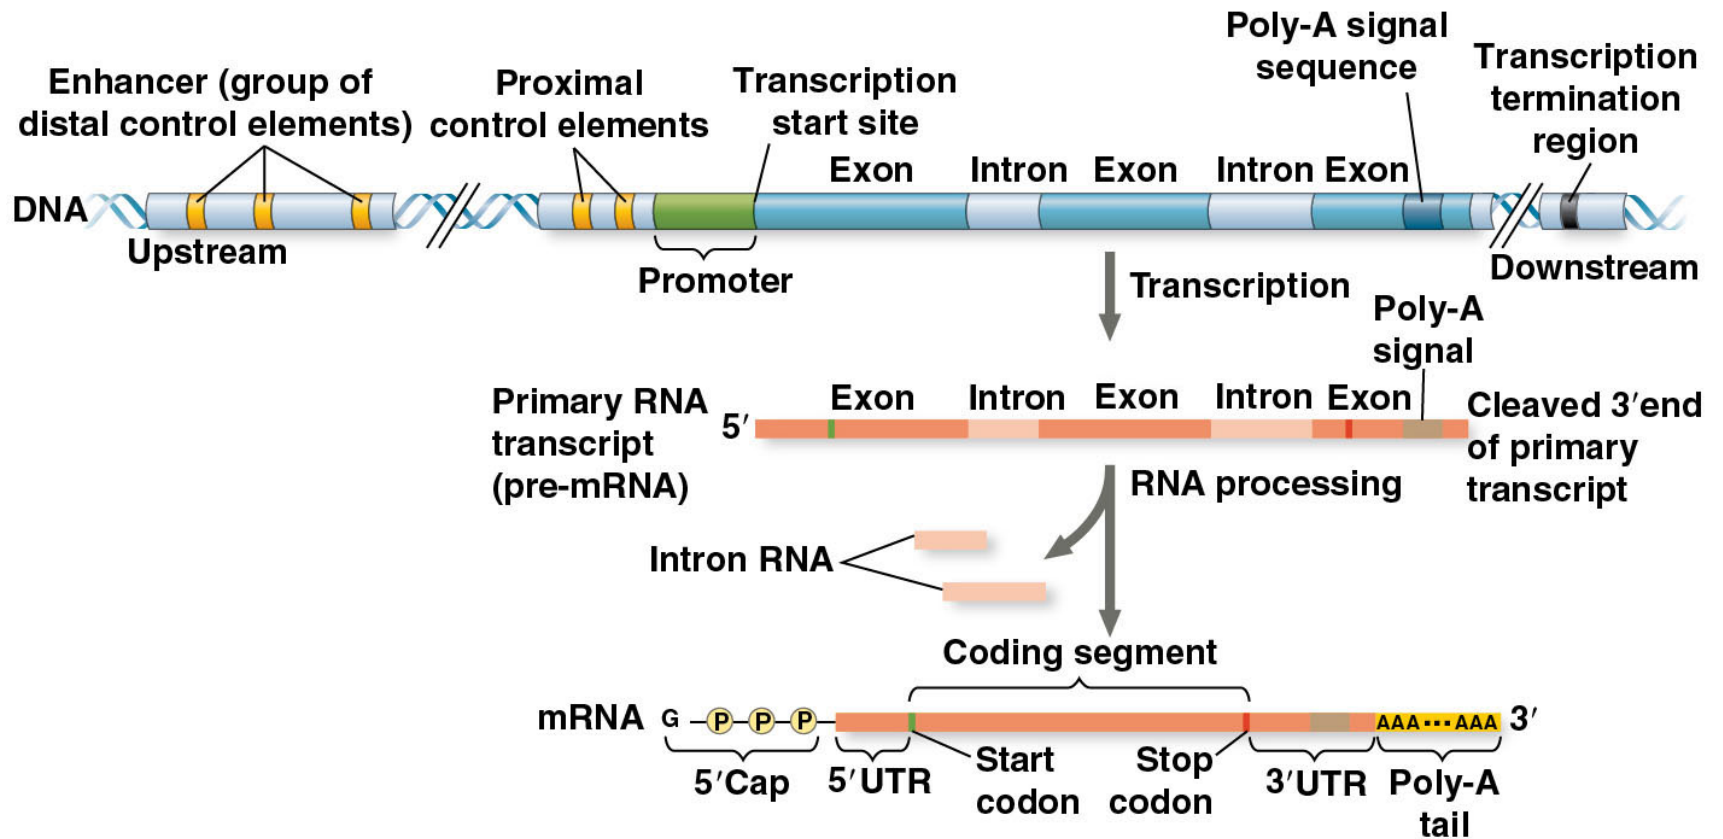 Enhancer (group of
distal control elements)
Proximal
control elements
Transcription
start site
Poly-A signal
sequence
Transcription
termination
region
Exon
Intron
Exon
Intron
Exon
DNA
Upstream
Promoter
Downstream
Transcription
Poly-A
signal
Primary RNA
transcript
(pre-mRNA)
5′
Exon
Intron
Exon
Intron
Exon
Cleaved 3′end
of primary
transcript
RNA processing
Intron RNA
Coding segment
mRNA
G
P
P
P
AAA▪▪▪AAA
3′
5′Cap
5′UTR
Start
codon
Stop
codon
3′UTR
Poly-A
tail